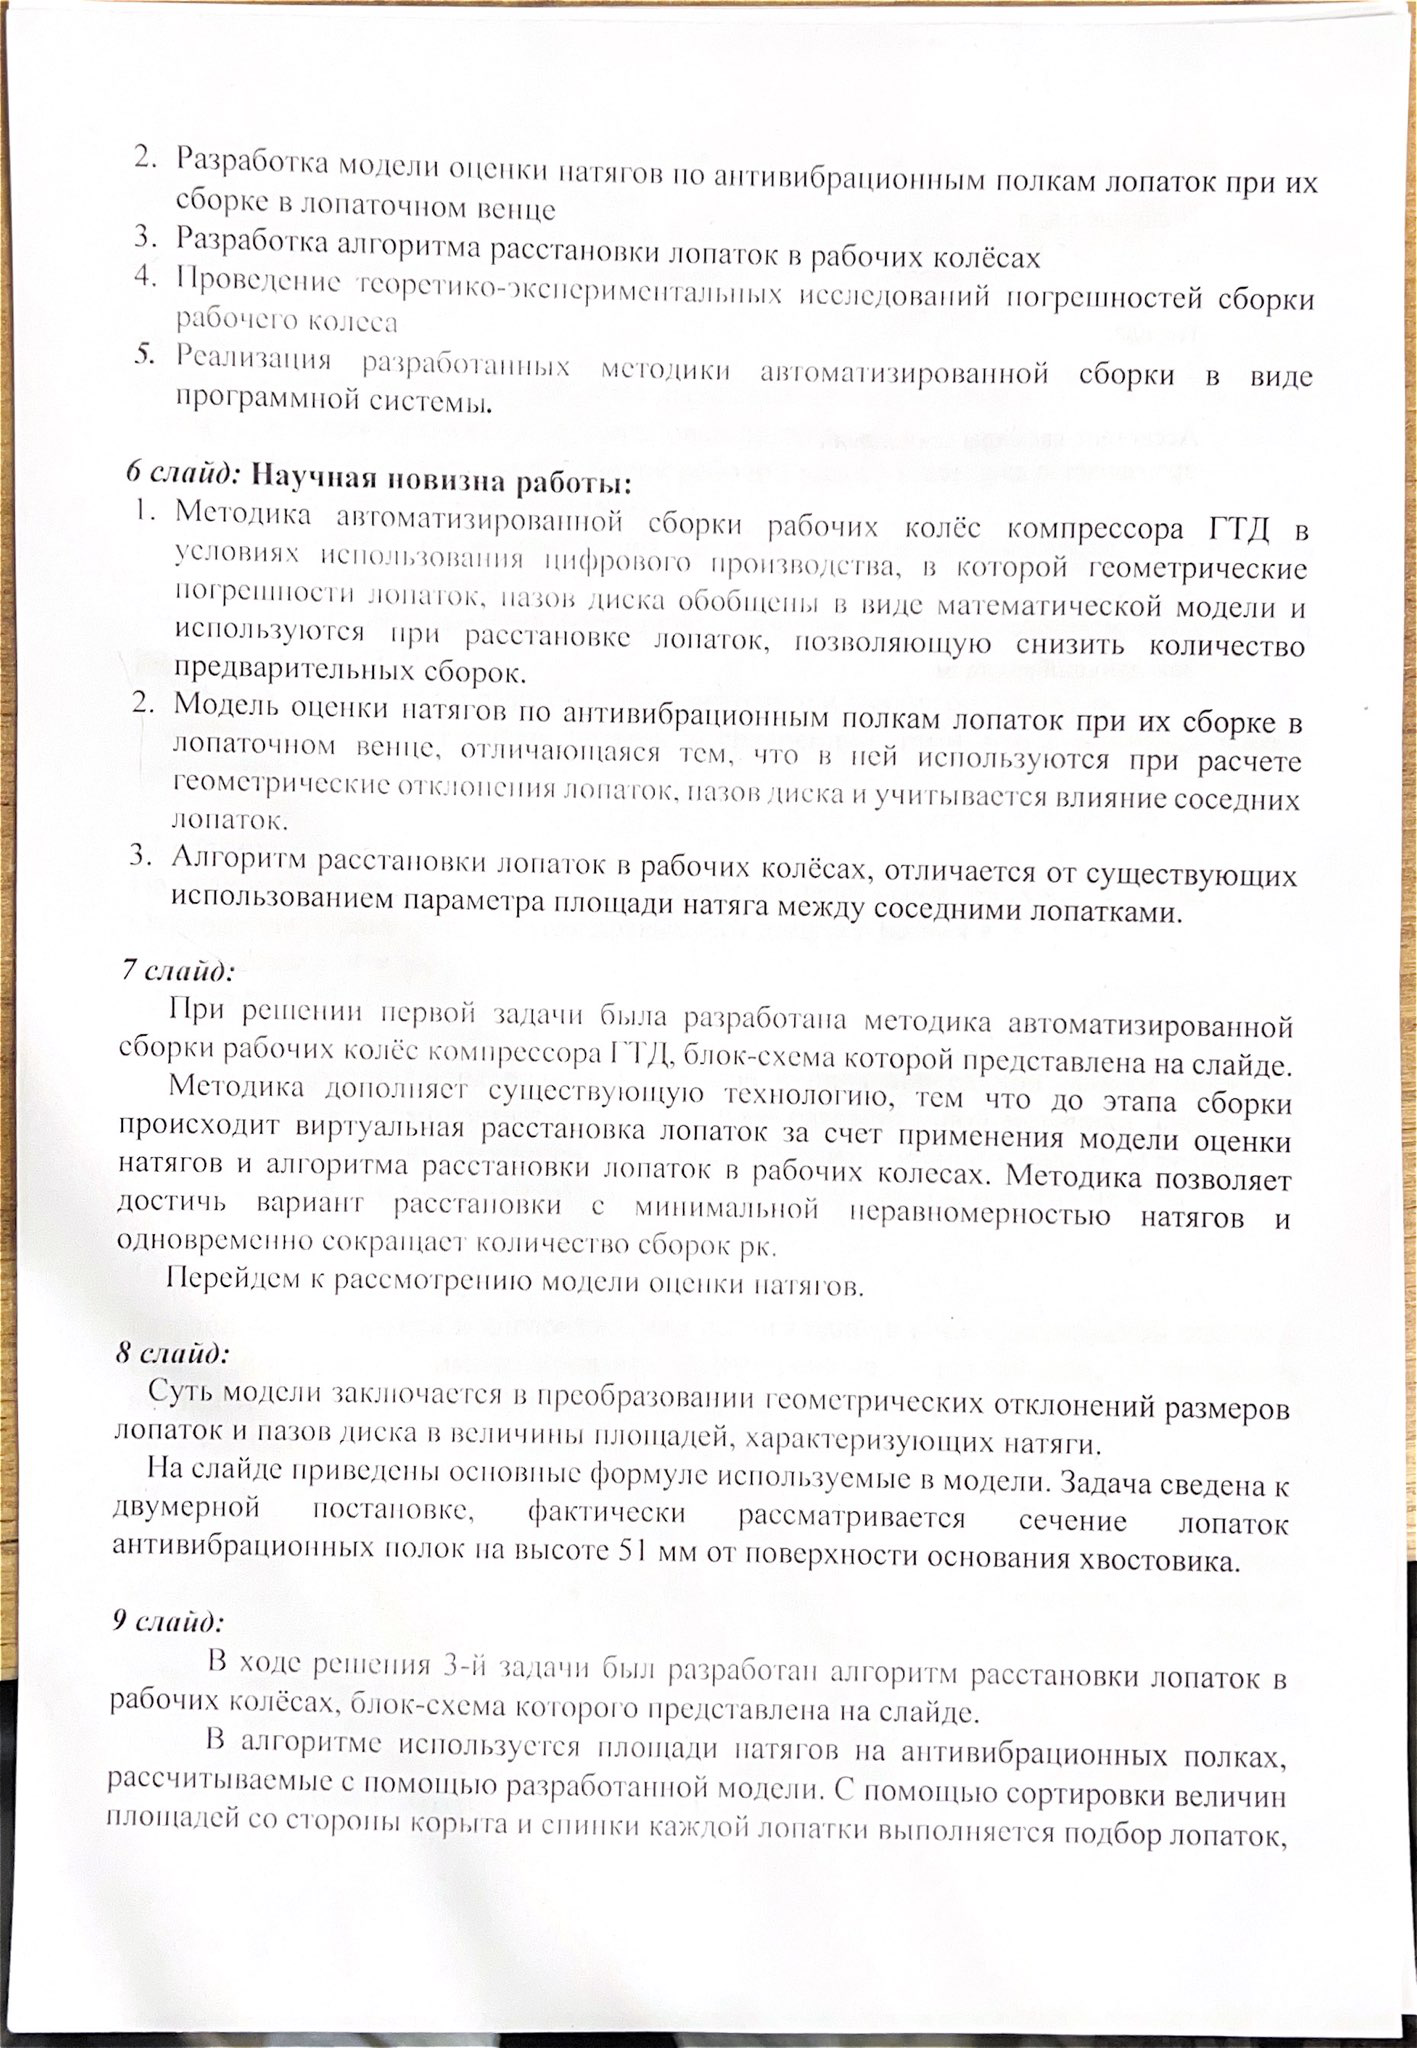 2. Разработка модели оценки натягов по антивибрационным полкам лопаток при их
сборке в лопаточном венце
3. Разработка алгоритма расстановки лопаток в рабочих колёсах
4. Проведение теоретико-экспериментальных исследований погрешностей сборки
рабочего колеса
5. Реализация разработанных методики автоматизированной сборки в виде
программной системы.
6 слайд: Научная новизна работы:
1. Методика автоматизированной сборки рабочих колёс компрессора ГТД в
условиях использования цифрового производства, в которой геометрические
погрешности лопаток, пазов диска обобщены в виде математической модели и
используются при расстановке лопаток, позволяющую снизить количество
предварительных сборок.
2. Модель оценки натягов по антивибрационным полкам лопаток при их сборке в
лопаточном венце, отличающаяся тем, что в ней используются при расчете
геометрические отклонения лопаток, пазов диска и учитывается влияние соседних
лопаток.
3. Алгоритм расстановки лопаток в рабочих колёсах, отличается от существующих
использованием параметра площади натяга между соседними лопатками.
7 слайд:
При решении первой задачи была разработана методика автоматизированной
сборки рабочих колёс компрессора ГТД, блок-схема которой представлена на слайде.
Методика дополняет существующую технологию, тем что до этапа сборки
происходит виртуальная расстановка лопаток за счет применения модели оценки
натягов и алгоритма расстановки лопаток в рабочих колесах. Методика позволяет
достичь вариант расстановки с минимальной неравномерностью натягов и
одновременно сокращает количество сборок рк.
Перейдем к рассмотрению модели оценки натягов.
8 слайд:
Суть модели заключается в преобразовании геометрических отклонений размеров
лопаток и пазов диска в величины площадей, характеризующих натяги.
На слайде приведены основные формуле используемые в модели. Задача сведена к
двумерной постановке, фактически рассматривается сечение лопаток
антивибрационных полок на высоте 51 мм от поверхности основания хвостовика.
9 слайд:
В ходе решения 3-й задачи был разработан алгоритм расстановки лопаток в
рабочих колёсах, блок-схема которого представлена на слайде.
В алгоритме используется площади натягов на антивибрационных полках,
рассчитываемые с помощью разработанной модели. С помощью сортировки величин
площадей со стороны корыта и спинки каждой лопатки выполняется подбор лопаток,